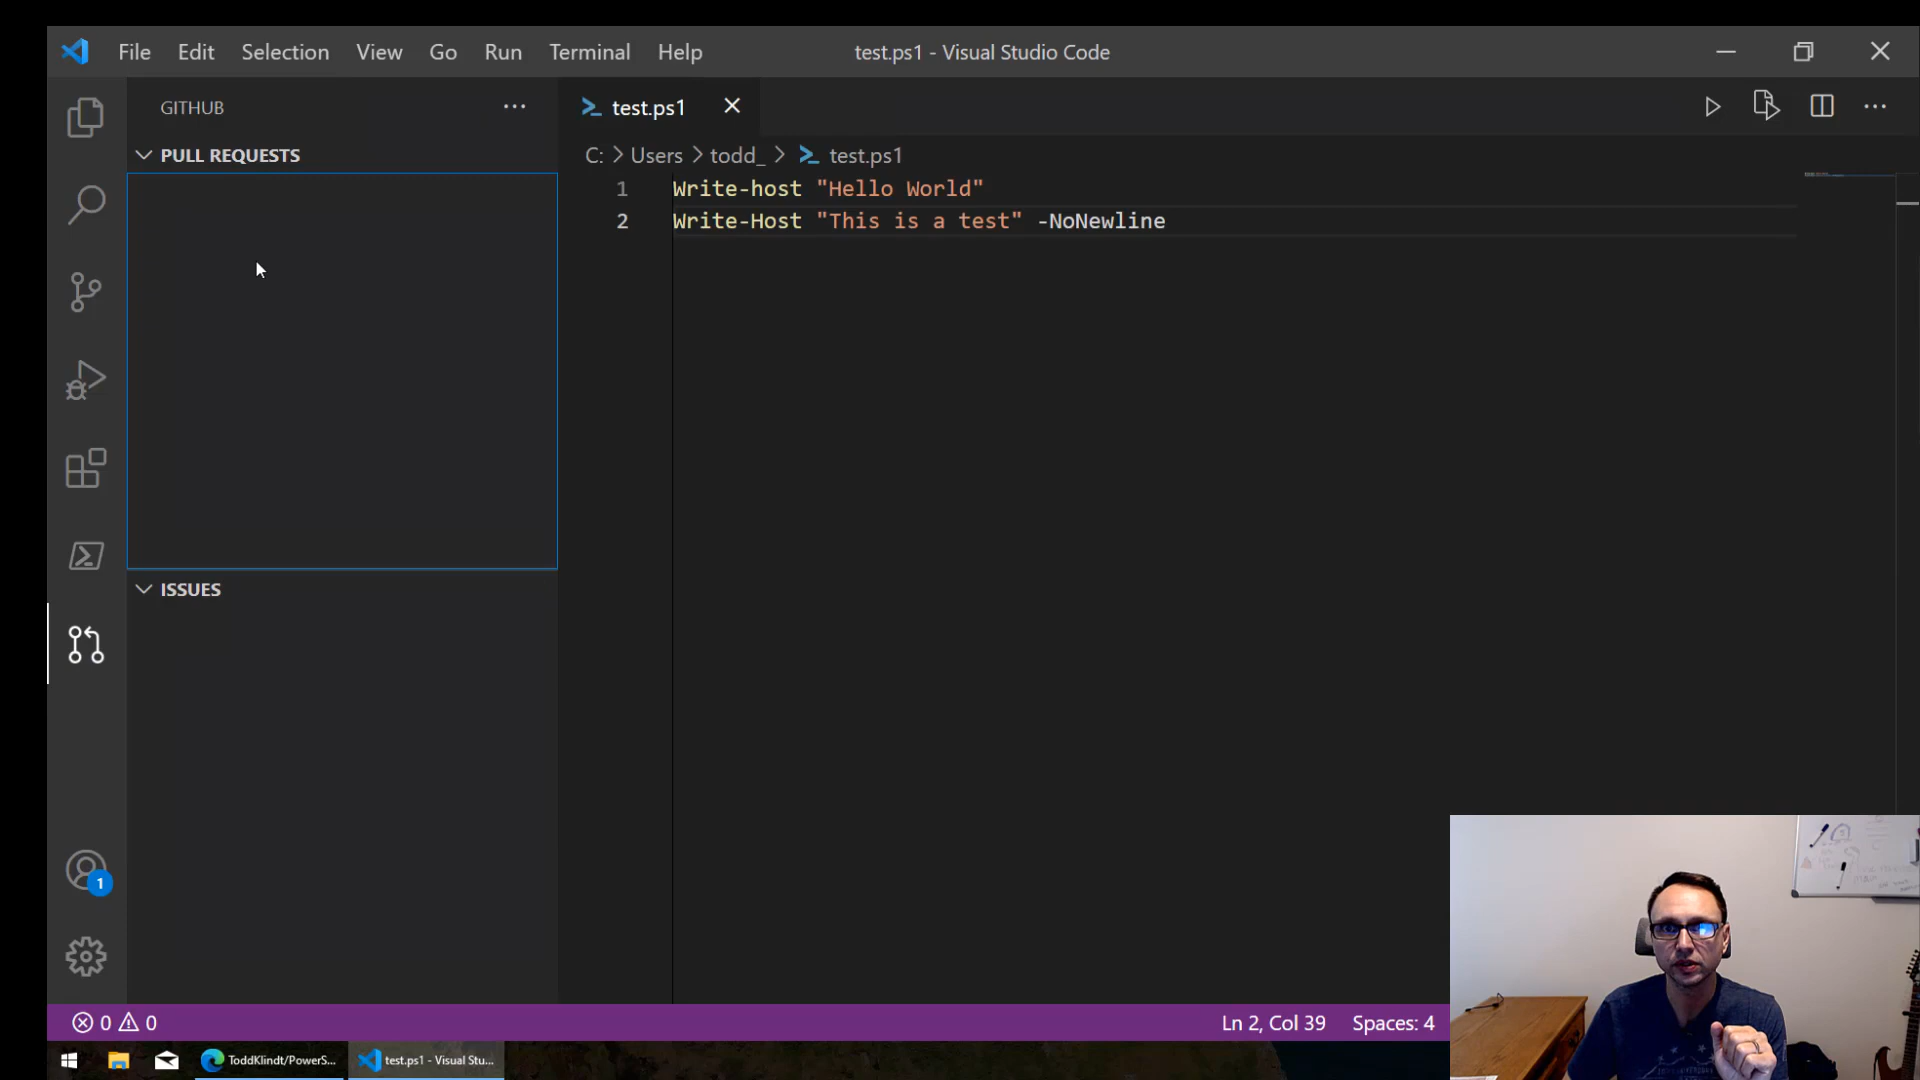 File Edit Selection View Go Run Terminal Help
test.ps1 - Visual Studio Code
GITHUB
test.ps1
PULL REQUESTS
C: Users todd_ test.ps1
1 Write-host "Hello World"
2 Write-Host "This is a test" -NoNewline
ISSUES
1
0 0
Ln 2, Col 39 Spaces: 4
ToddKlindt/PowerS...
test.ps1 - Visual Stu...